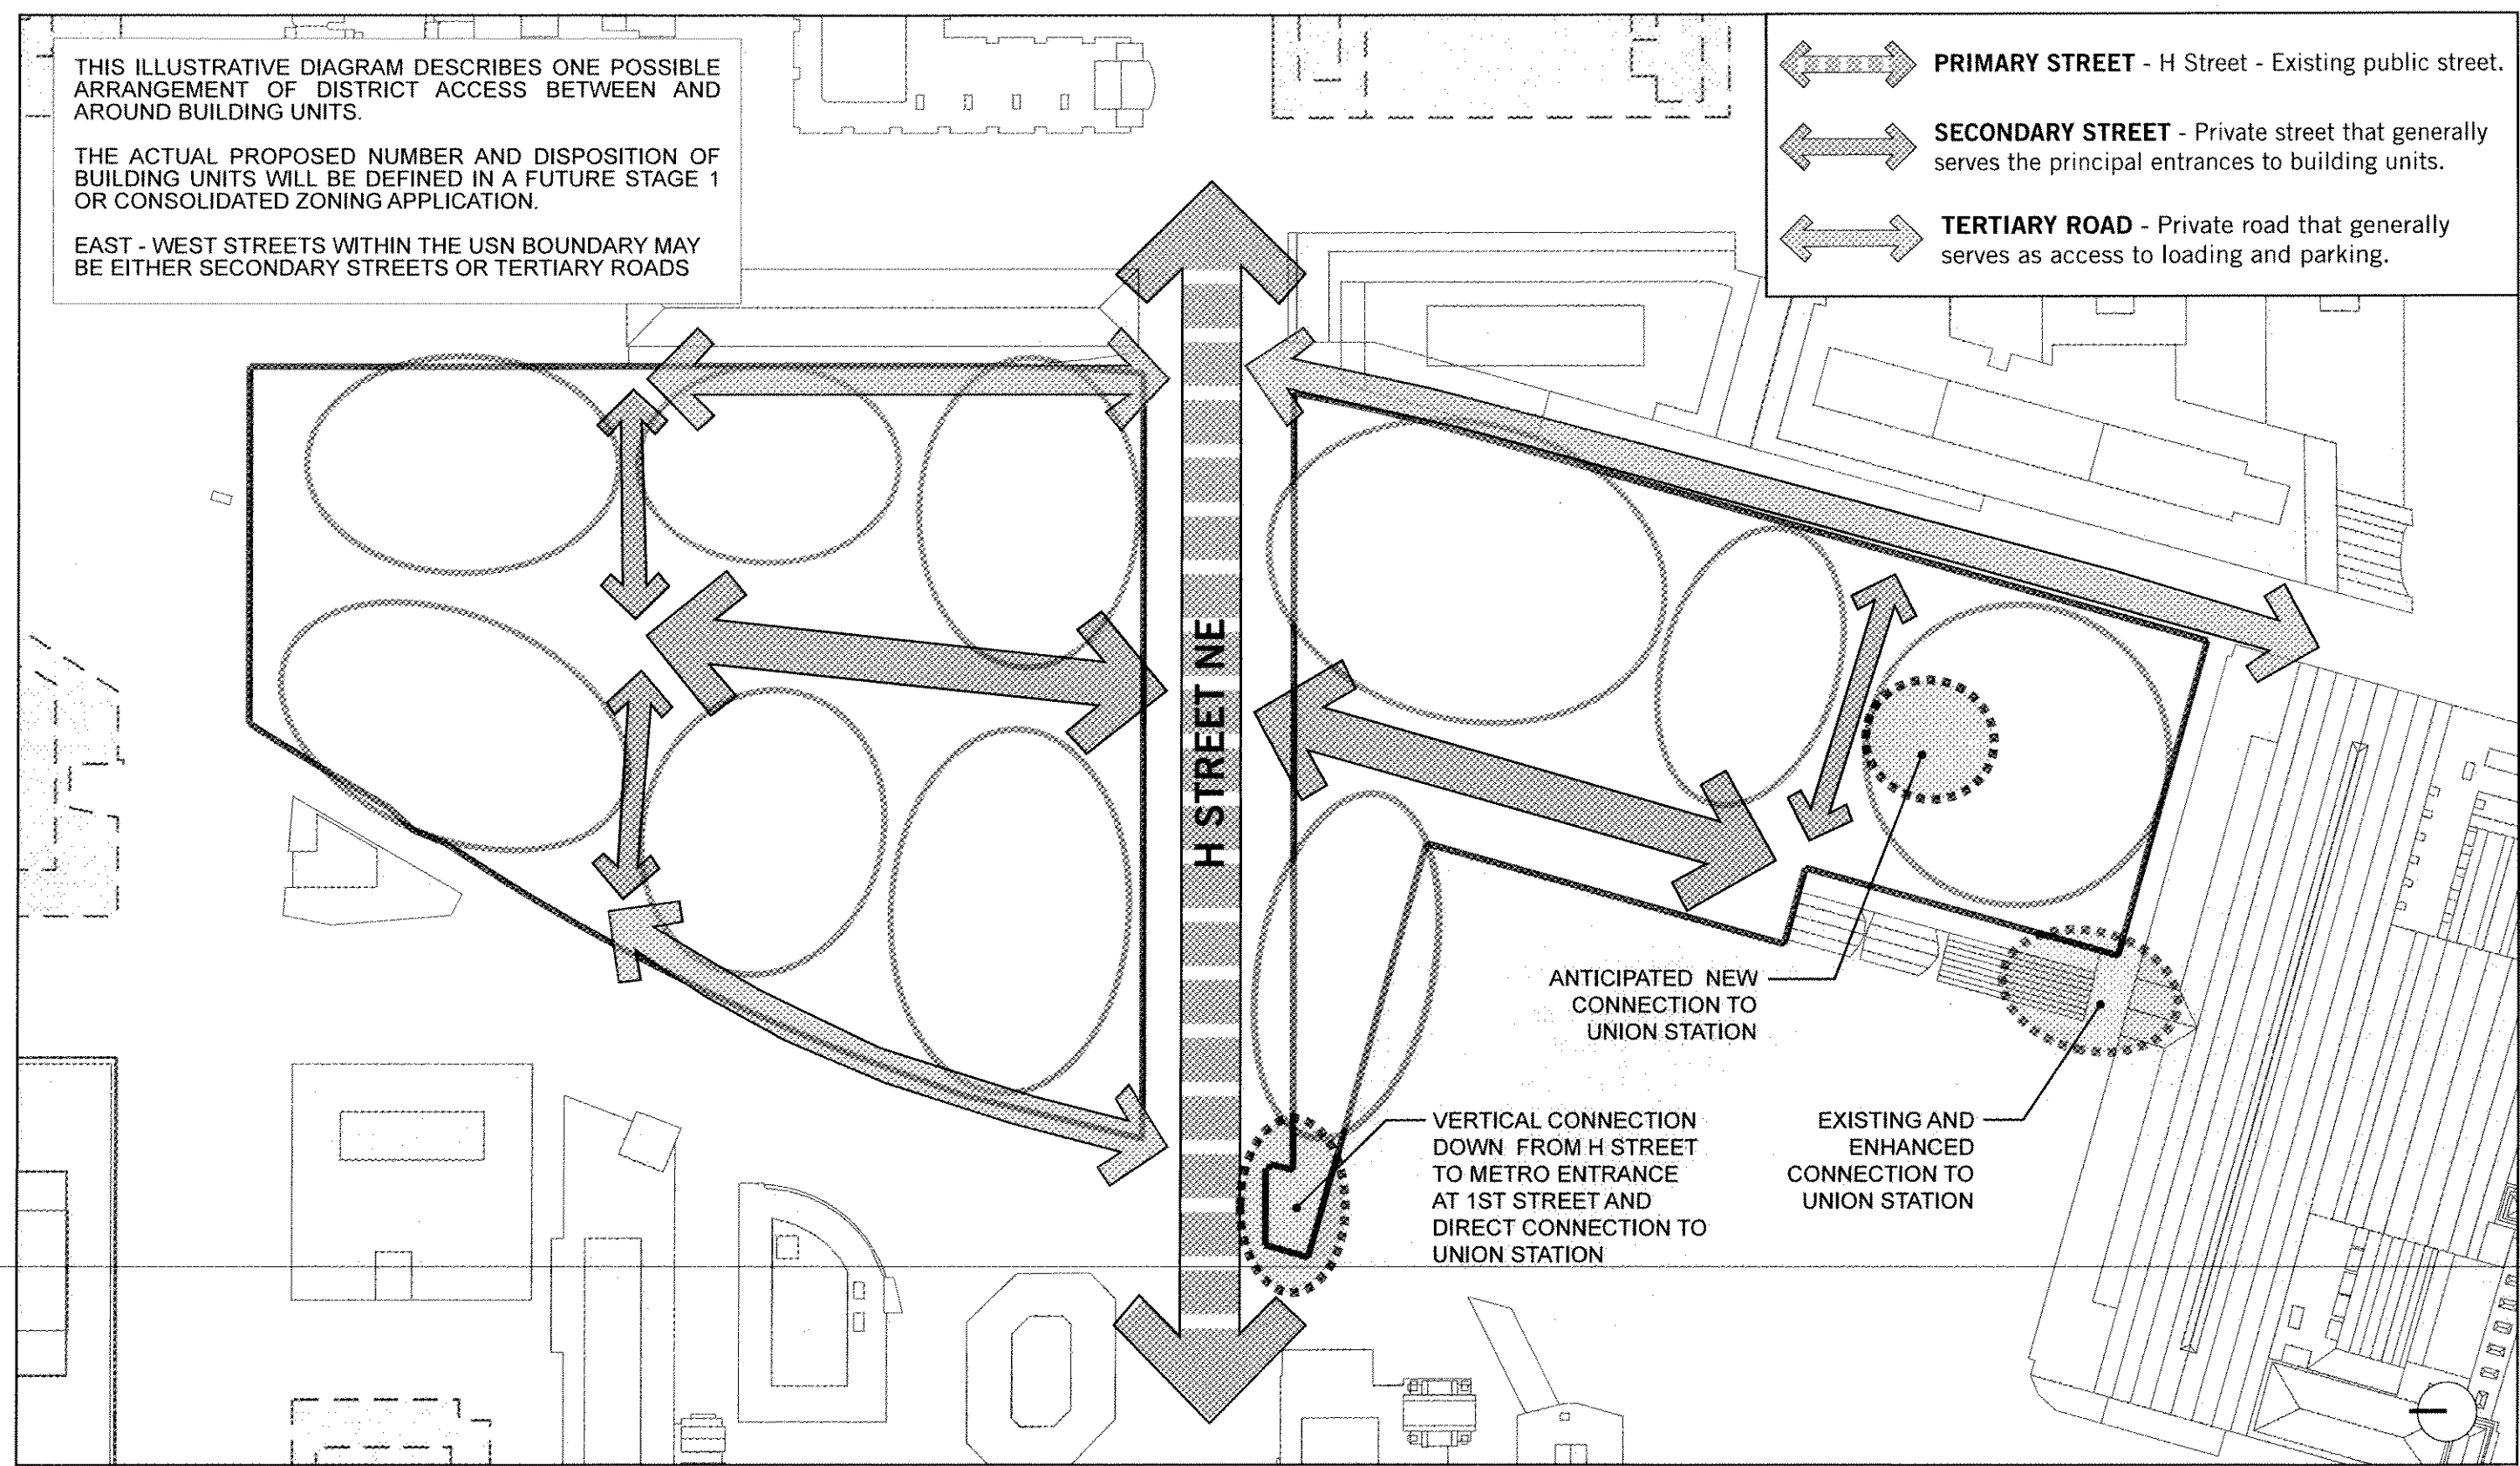 THIS ILLUSTRATIVE DIAGRAM DESCRIBES ONE POSSIBLE
ARRANGEMENT OF DISTRICT ACCESS BETWEEN AND
AROUND BUILDING UNITS.
THE ACTUAL PROPOSED NUMBER AND DISPOSITION OF
BUILDING UNITS WILL BE DEFINED IN A FUTURE STAGE 1
OR CONSOLIDATED ZONING APPLICATION.
EAST - WEST STREETS WITHIN THE USN BOUNDARY MAY
BE EITHER SECONDARY STREETS OR TERTIARY ROADS
PRIMARY STREET - H Street - Existing public street.
SECONDARY STREET - Private street that generally
serves the principal entrances to building units.
TERTIARY ROAD - Private road that generally
serves as access to loading and parking.
H STREET NE
ANTICIPATED NEW
CONNECTION TO
UNION STATION
VERTICAL CONNECTION
DOWN FROM H STREET
TO METRO ENTRANCE
AT 1ST STREET AND
DIRECT CONNECTION TO
UNION STATION
EXISTING AND
ENHANCED
CONNECTION TO
UNION STATION